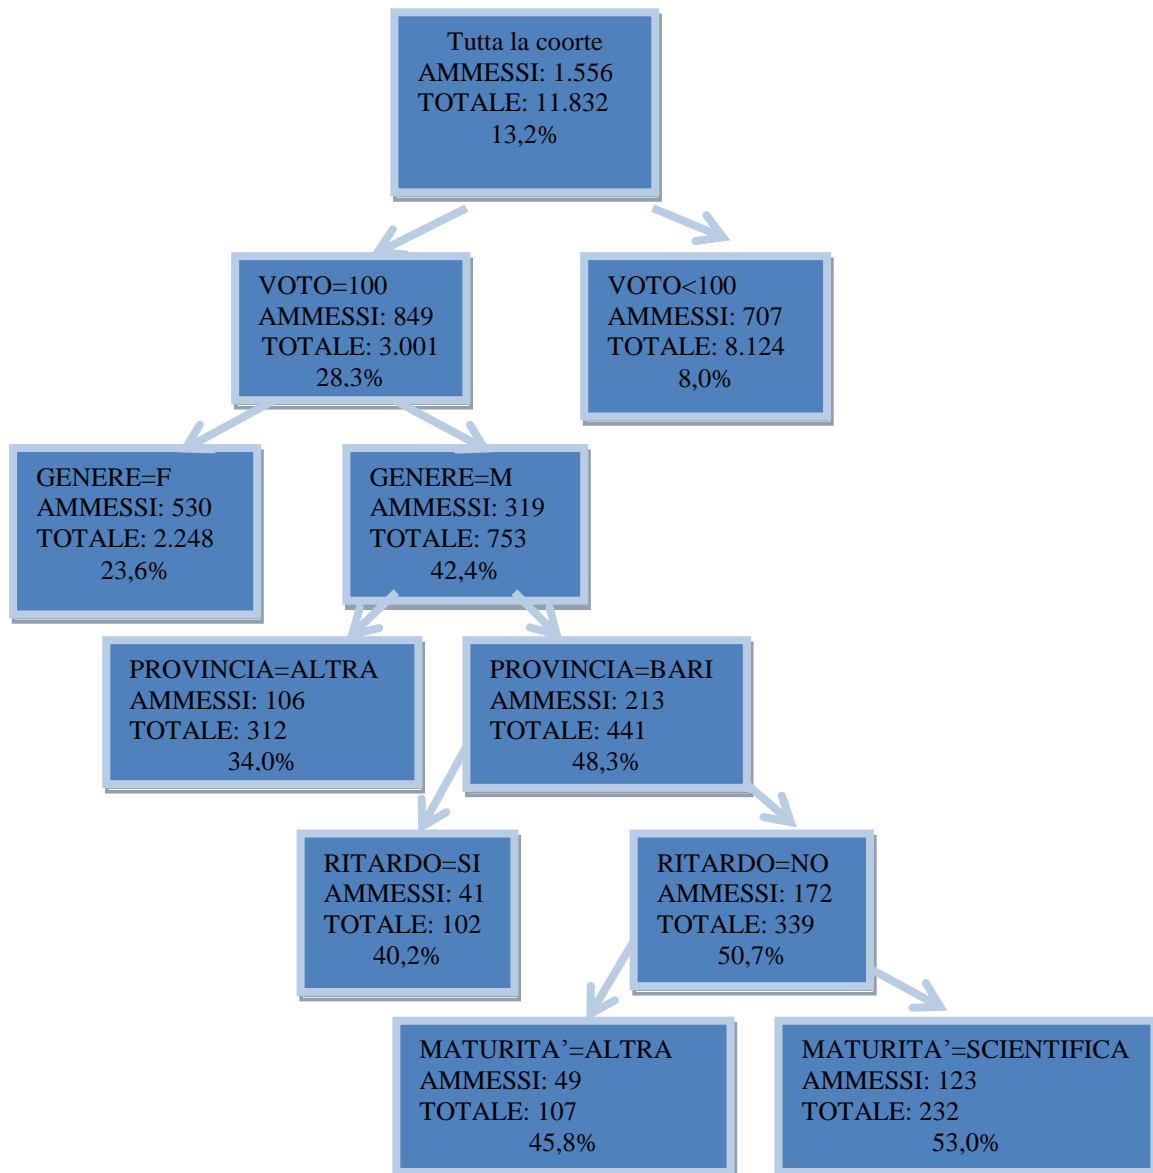 Tutta la coorte
AMMESSI: 1.556
TOTALE: 11.832
13,2%
VOTO=100
AMMESSI: 849
TOTALE: 3.001
28,3%
VOTO<100
AMMESSI: 707
TOTALE: 8.124
8,0%
GENERE=F
AMMESSI: 530
TOTALE: 2.248
23,6%
GENERE=M
AMMESSI: 319
TOTALE: 753
42,4%
PROVINCIA=ALTRA
AMMESSI: 106
TOTALE: 312
34,0%
PROVINCIA=BARI
AMMESSI: 213
TOTALE: 441
48,3%
RITARDO=SI
AMMESSI: 41
TOTALE: 102
40,2%
RITARDO=NO
AMMESSI: 172
TOTALE: 339
50,7%
MATURITA’=ALTRA
AMMESSI: 49
TOTALE: 107
45,8%
MATURITA’=SCIENTIFICA
AMMESSI: 123
TOTALE: 232
53,0%